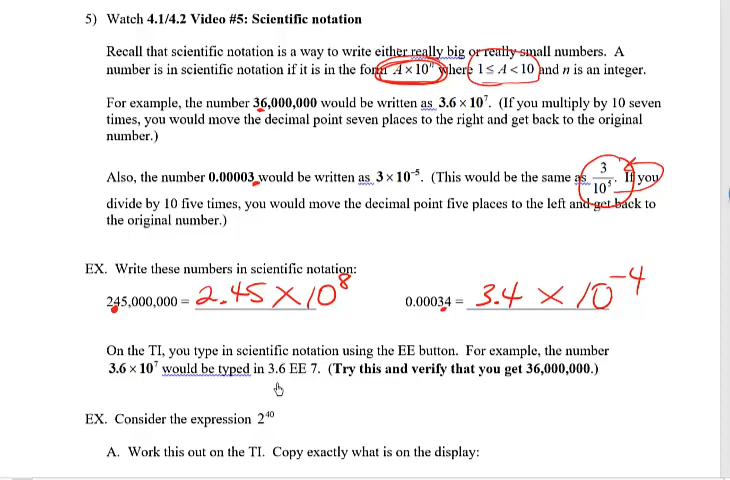 5) Watch 4.1/4.2 Video #5: Scientific notation
Recall that scientific notation is a way to write either really big or really small numbers. A
number is in scientific notation if it is in the form A × 10ⁿ where 1 ≤ A < 10 and n is an integer.
For example, the number 36,000,000 would be written as 3.6 × 10⁷. (If you multiply by 10 seven
times, you would move the decimal point seven places to the right and get back to the original
number.)
Also, the number 0.00003 would be written as 3 × 10⁻⁵. (This would be the same as 3/10⁵. If you
divide by 10 five times, you would move the decimal point five places to the left and get back to
the original number.)
EX. Write these numbers in scientific notation:
245,000,000 = 2.45 × 10⁸ 0.00034 = 3.4 × 10⁻⁴
On the TI, you type in scientific notation using the EE button. For example, the number
3.6 × 10⁷ would be typed in 3.6 EE 7. (Try this and verify that you get 36,000,000.)
EX. Consider the expression 2⁴⁰
A. Work this out on the TI. Copy exactly what is on the display: